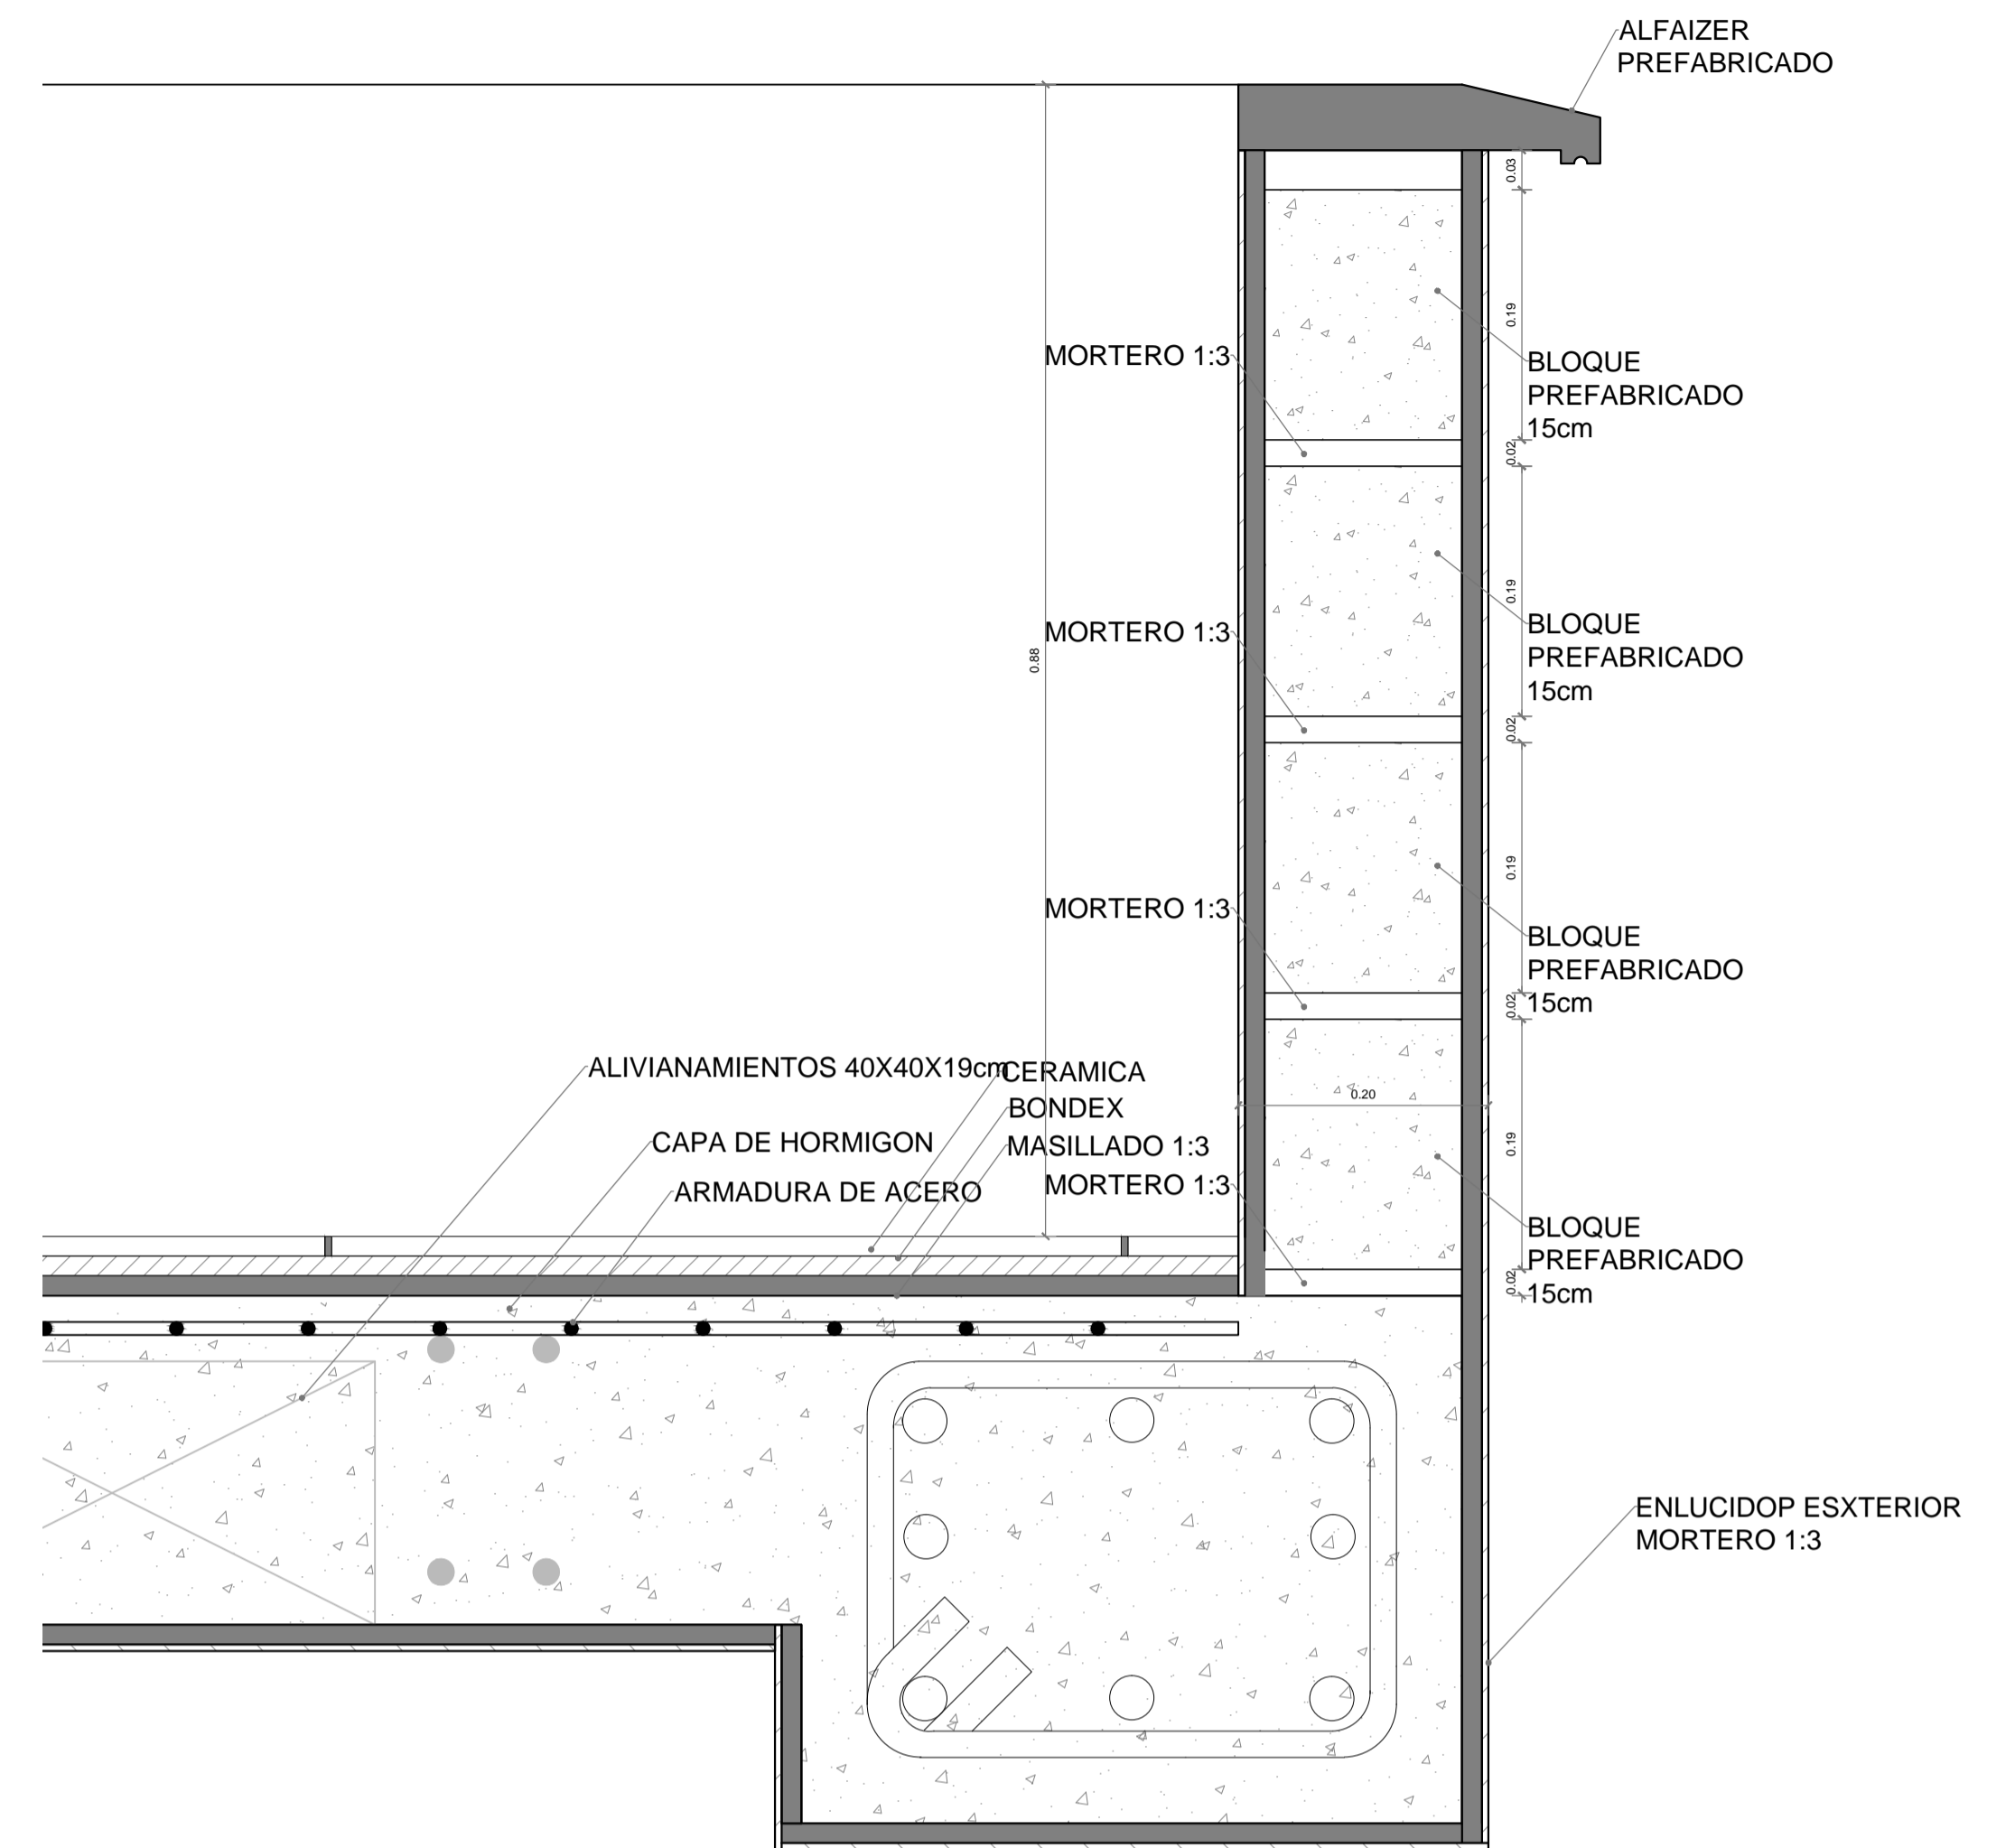 ALFAIZER
PREFABRICADO
0.03
0.19
MORTERO 1:3
BLOQUE
PREFABRICADO
15cm
0.02
0.19
MORTERO 1:3
BLOQUE
PREFABRICADO
15cm
0.88
0.02
0.19
MORTERO 1:3
BLOQUE
PREFABRICADO
15cm
0.02
ALIVIANAMIENTOS 40X40X19cm
CERAMICA
BONDEX
CAPA DE HORMIGON
MASILLADO 1:3
ARMADURA DE ACERO
MORTERO 1:3
0.20
0.19
BLOQUE
PREFABRICADO
15cm
0.02
ENLUCIDOP ESXTERIOR
MORTERO 1:3